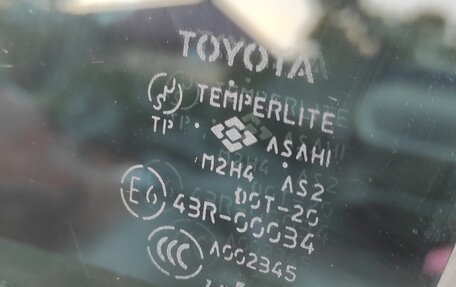 TOYOTA
TEMPERLITE
TP ASAHI
M2H4 AS2
DOT-20
E6 43R-00034
CCC A002345